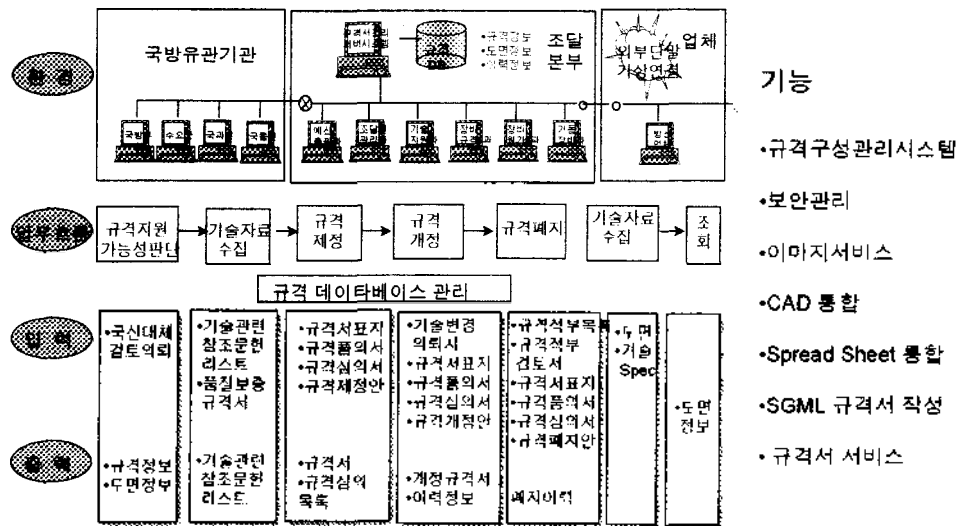 국방유관기관
조달
본부
업체
외부단말
가상연결
규격
DB
•규격정보
•도면정보
•이력정보
환 경
기능
•규격구성관리시스템
•보안관리
•이미지서비스
•CAD 통합
•Spread Sheet 통합
•SGML 규격서 작성
• 규격서 서비스
업무흐름
규격지원
가능성판단
기술자료
수집
규격
제정
규격
개정
규격폐지
기술자료
수집
조
회
규격 데이타베이스 관리
입 력
•국신대체
검토의뢰
•기술관련
참조문헌
리스트
•품질보증
규격서
•규격서표지
•규격품의서
•규격심의서
•규격제정안
•기술변경
의뢰서
•규격서표지
•규격품의서
•규격심의서
•규격개정안
•규격적부목록
•규격적부
검토서
•규격서표지
•규격품의서
•규격심의서
•규격폐지안
•도면
•기술
Spec
•도면
정보
출 력
•규격정보
•도면정보
•기술관련
참조문헌
리스트
•규격서
•규격심의
목록
•개정규격서
•이력정보
폐지이력